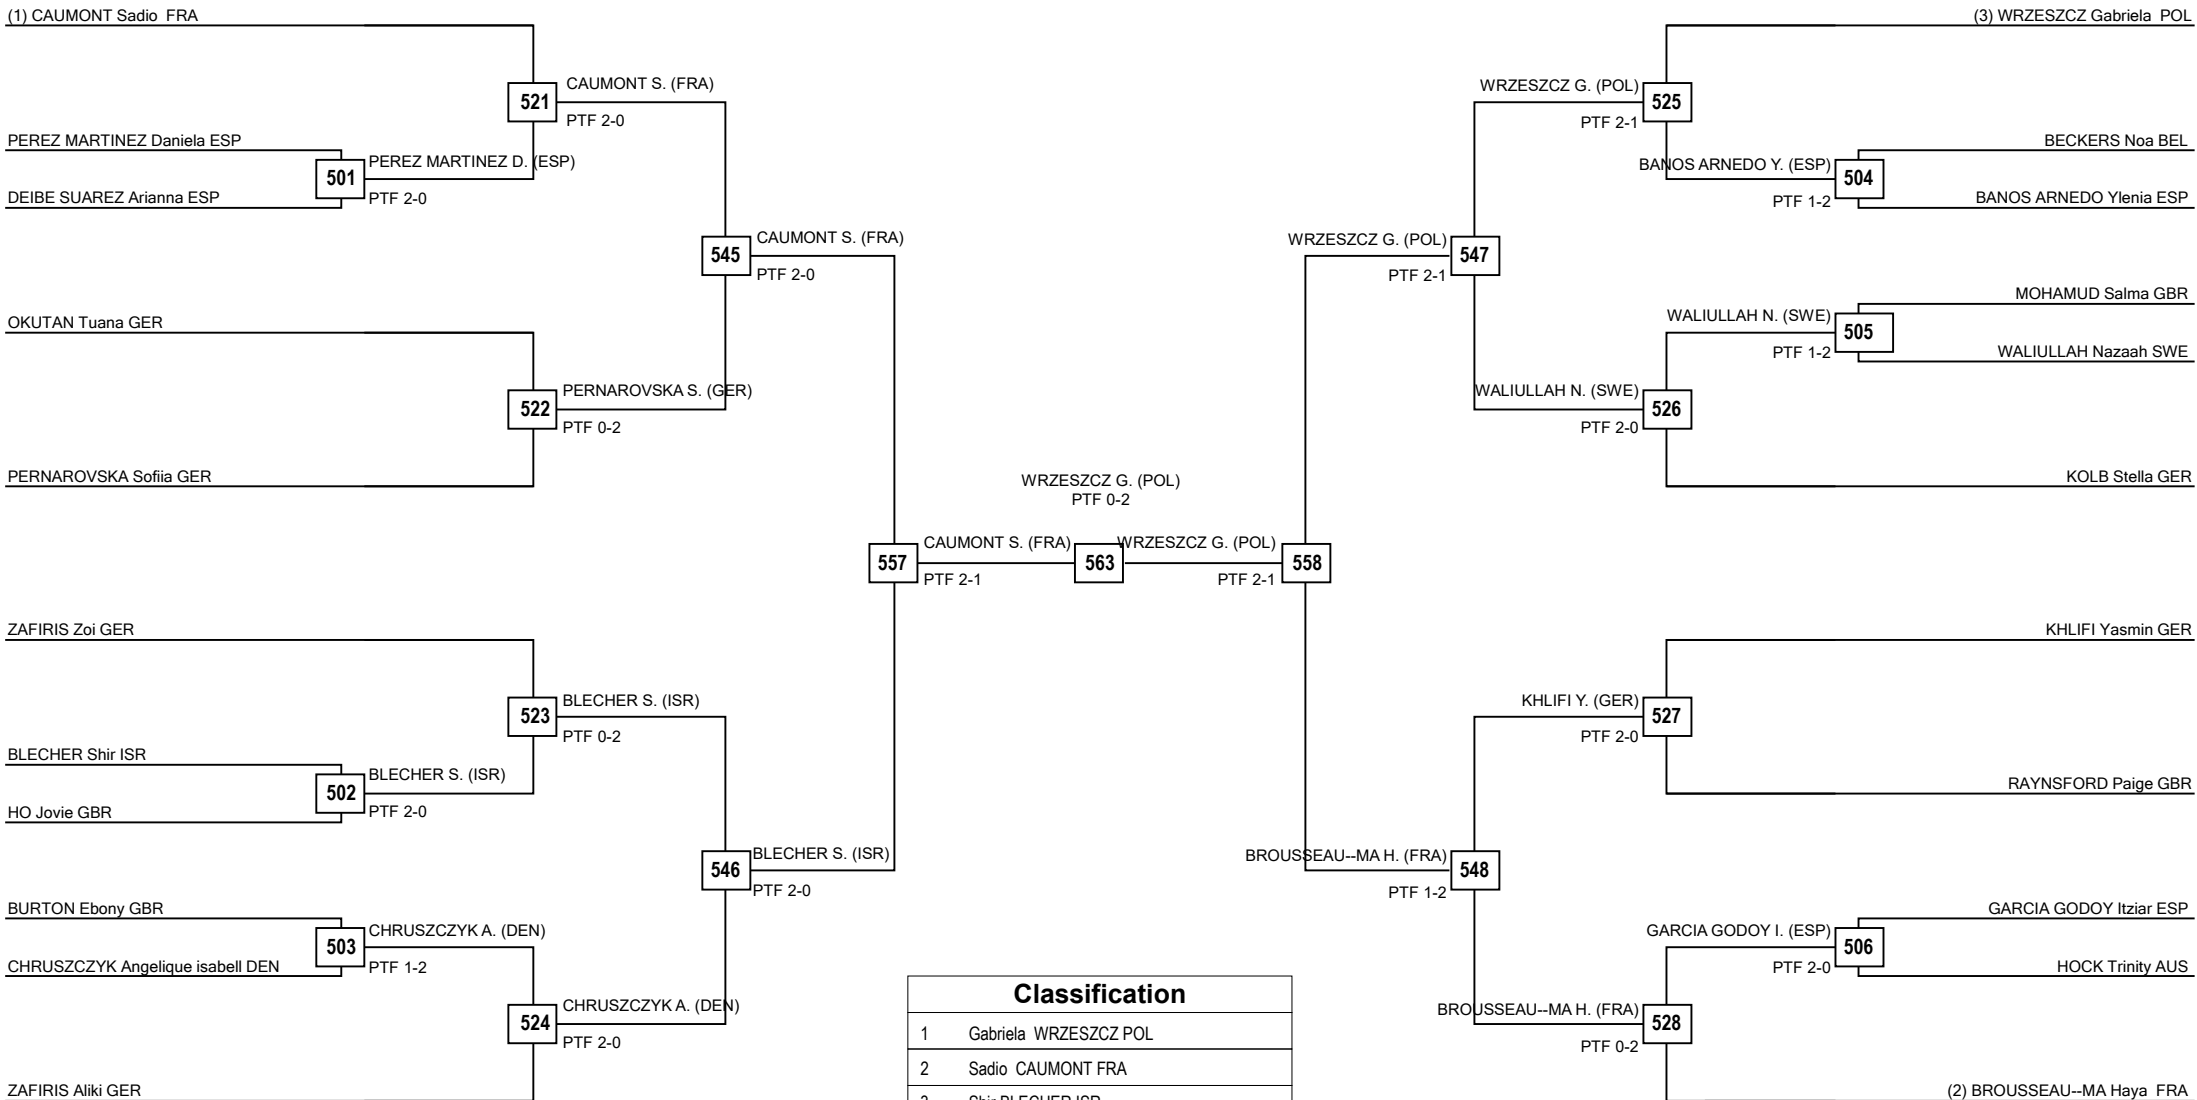 (1) CAUMONT Sadio FRA
PEREZ MARTINEZ Daniela ESP
DEIBE SUAREZ Arianna ESP
OKUTAN Tuana GER
PERNAROVSKA Sofiia GER
ZAFIRIS Zoi GER
BLECHER Shir ISR
HO Jovie GBR
BURTON Ebony GBR
CHRUSZCZYK Angelique isabell DEN
ZAFIRIS Aliki GER
501
PEREZ MARTINEZ D. (ESP)
PTF 2-0
502
BLECHER S. (ISR)
PTF 2-0
503
CHRUSZCZYK A. (DEN)
PTF 1-2
521
CAUMONT S. (FRA)
PTF 2-0
522
PERNAROVSKA S. (GER)
PTF 0-2
523
BLECHER S. (ISR)
PTF 0-2
524
CHRUSZCZYK A. (DEN)
PTF 2-0
545
CAUMONT S. (FRA)
PTF 2-0
546
BLECHER S. (ISR)
PTF 2-0
557
CAUMONT S. (FRA)
PTF 2-1
WRZESZCZ G. (POL)
PTF 0-2
563
WRZESZCZ G. (POL)
PTF 2-1
558
WRZESZCZ G. (POL)
PTF 2-1
547
BROUSSEAU--MA H. (FRA)
PTF 1-2
548
WRZESZCZ G. (POL)
PTF 2-1
525
WALIULLAH N. (SWE)
PTF 2-0
526
KHLIFI Y. (GER)
PTF 2-0
527
BROUSSEAU--MA H. (FRA)
PTF 0-2
528
BANOS ARNEDO Y. (ESP)
PTF 1-2
504
WALIULLAH N. (SWE)
PTF 1-2
505
GARCIA GODOY I. (ESP)
PTF 2-0
506
(3) WRZESZCZ Gabriela POL
BECKERS Noa BEL
BANOS ARNEDO Ylenia ESP
MOHAMUD Salma GBR
WALIULLAH Nazaah SWE
KOLB Stella GER
KHLIFI Yasmin GER
RAYNSFORD Paige GBR
GARCIA GODOY Itziar ESP
HOCK Trinity AUS
(2) BROUSSEAU--MA Haya FRA
Classification
1 Gabriela WRZESZCZ POL
2 Sadio CAUMONT FRA
3 Shir BLECHER ISR